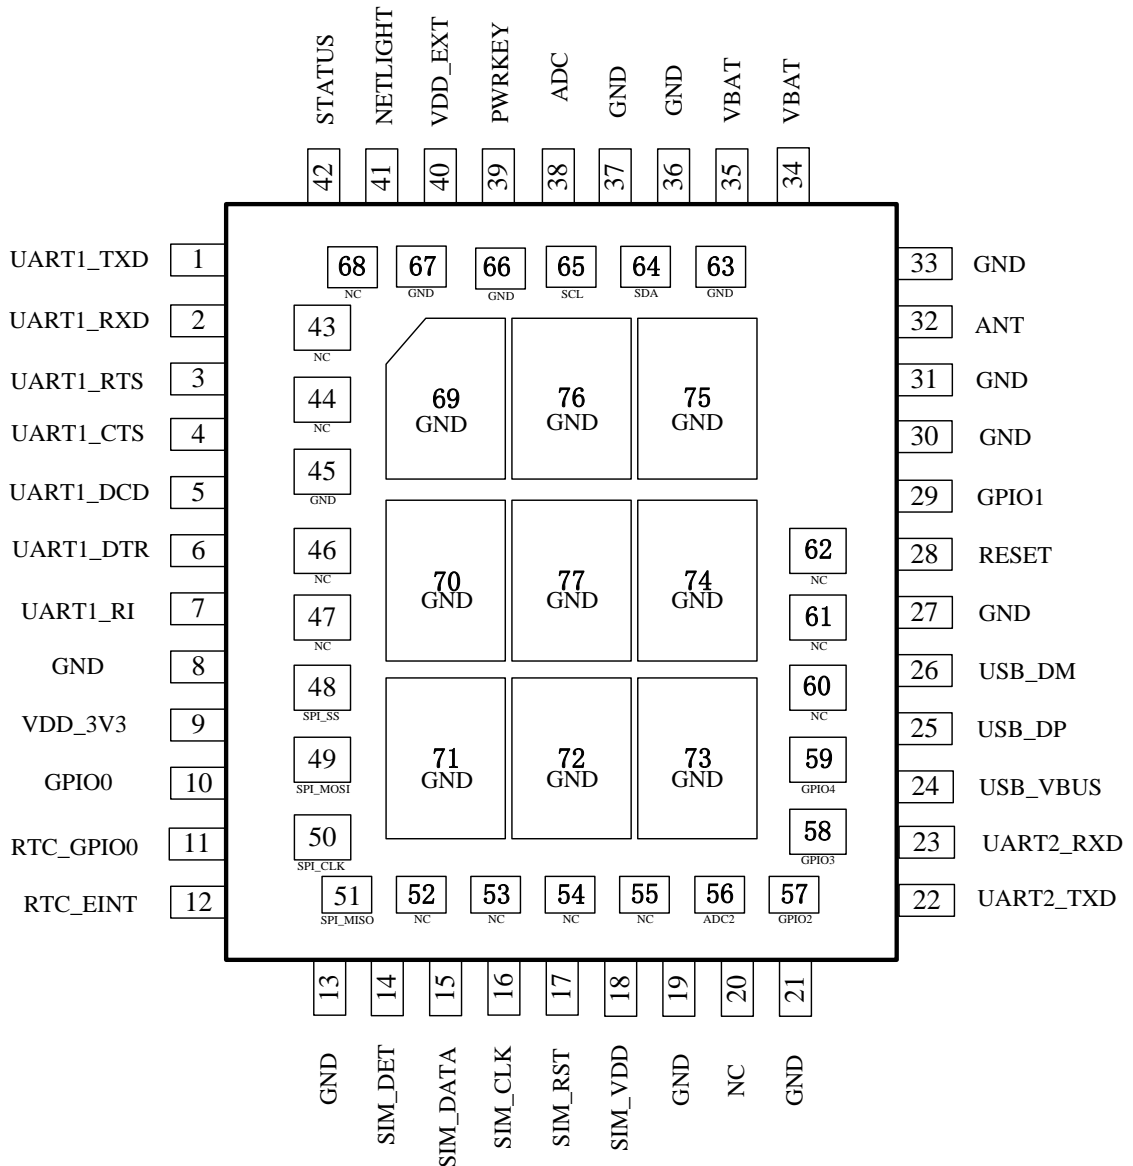 STATUS
NETLIGHT
VDD_EXT
PWRKEY
ADC
GND
GND
VBAT
VBAT
42
41
40
39
38
37
36
35
34
UART1_TXD 1
UART1_RXD 2
UART1_RTS 3
UART1_CTS 4
UART1_DCD 5
UART1_DTR 6
UART1_RI 7
GND 8
VDD_3V3 9
GPIO0 10
RTC_GPIO0 11
RTC_EINT 12
68
NC
67
GND
66
GND
65
SCL
64
SDA
63
GND
43
NC
44
NC
45
GND
46
NC
47
NC
48
SPI_SS
49
SPI_MOSI
50
SPI_CLK
69
GND
76
GND
75
GND
70
GND
77
GND
74
GND
71
GND
72
GND
73
GND
62
NC
61
NC
60
NC
59
GPIO4
58
GPIO3
51
SPI_MISO
52
NC
53
NC
54
NC
55
NC
56
ADC2
57
GPIO2
33 GND
32 ANT
31 GND
30 GND
29 GPIO1
28 RESET
27 GND
26 USB_DM
25 USB_DP
24 USB_VBUS
23 UART2_RXD
22 UART2_TXD
13
14
15
16
17
18
19
20
21
GND
SIM_DET
SIM_DATA
SIM_CLK
SIM_RST
SIM_VDD
GND
NC
GND